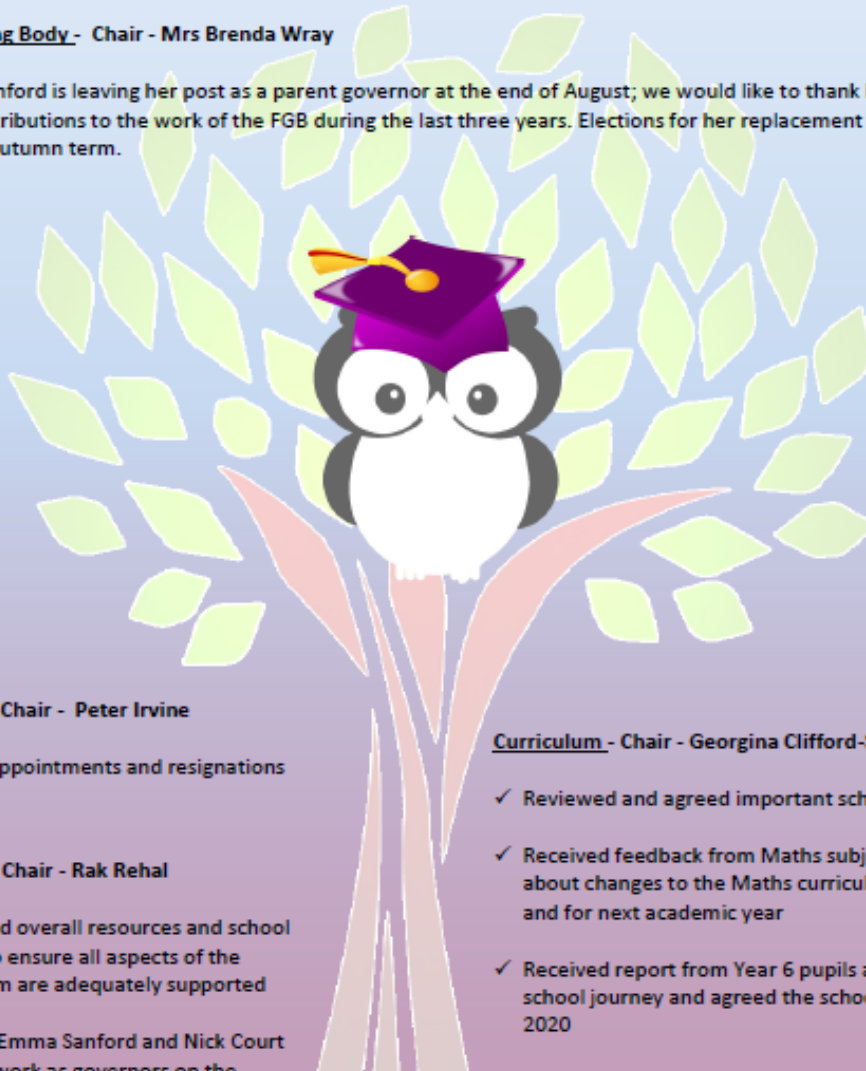 g Body - Chair - Mrs Brenda Wray
nford is leaving her post as a parent governor at the end of August; we would like to thank
ributions to the work of the FGB during the last three years. Elections for her replacement
utumn term.
Chair - Peter Irvine
ppointments and resignations
Chair - Rak Rehal
d overall resources and school
ensure all aspects of the
m are adequately supported
Emma Sanford and Nick Court
work as governors on the
Curriculum - Chair - Georgina Clifford-
✓ Reviewed and agreed important sch
✓ Received feedback from Maths subj
about changes to the Maths curricul
and for next academic year
✓ Received report from Year 6 pupils a
school journey and agreed the schoo
2020